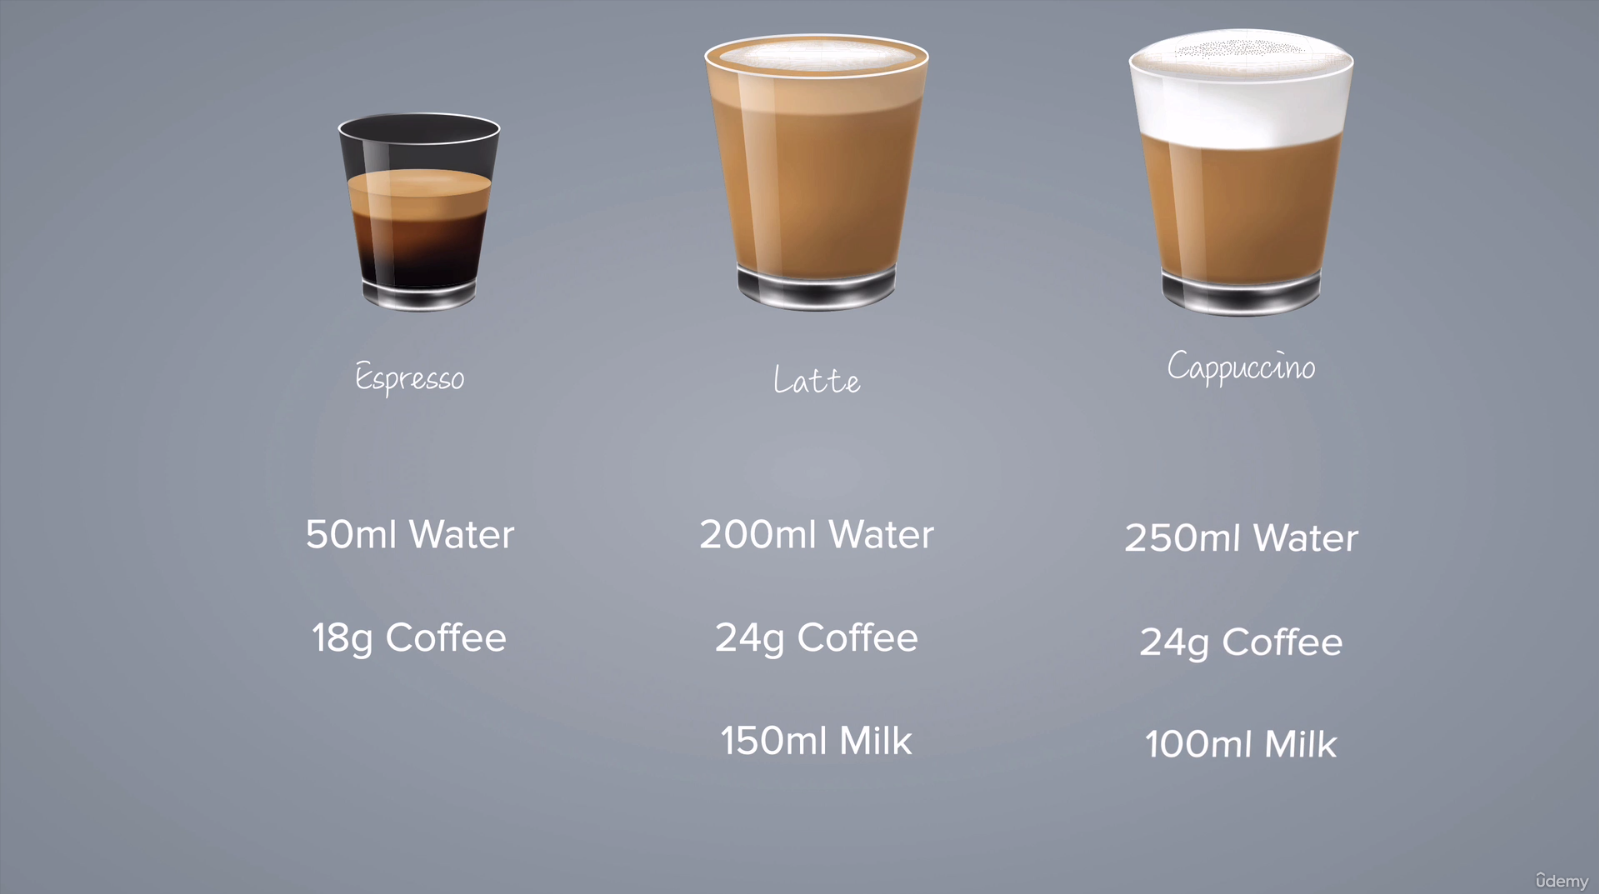 Espresso
Latte
Cappuccino
50ml Water
200ml Water
250ml Water
18g Coffee
24g Coffee
24g Coffee
150ml Milk
100ml Milk
ûdemy